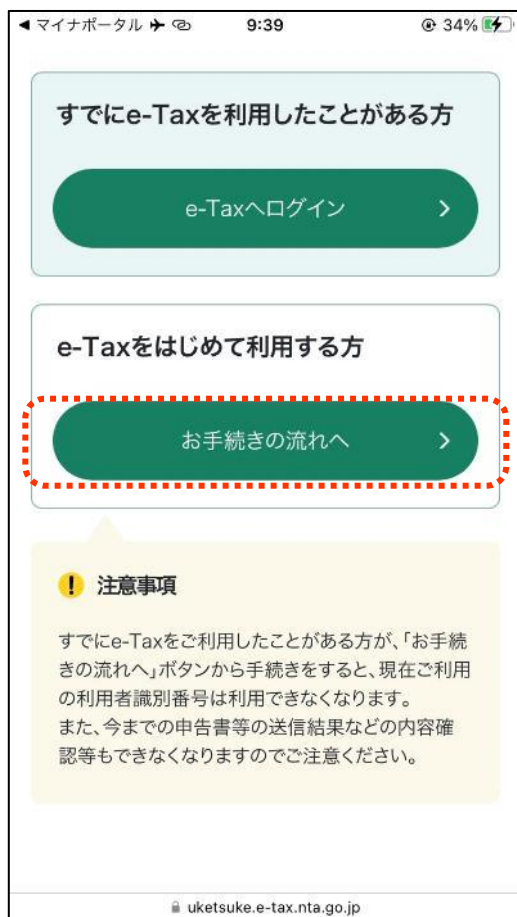 ◀マイナポータル 9:39 34%
すでにe-Taxを利用したことがある方
e-Taxへログイン
e-Taxをはじめて利用する方
お手続きの流れへ
注意事項
すでにe-Taxをご利用したことがある方が、「お手続
きの流れへ」ボタンから手続きをすると、現在ご利用
の利用者識別番号は利用できなくなります。
また、今までの申告書等の送信結果などの内容確
認等もできなくなりますのでご注意ください。
uketsuke.e-tax.nta.go.jp